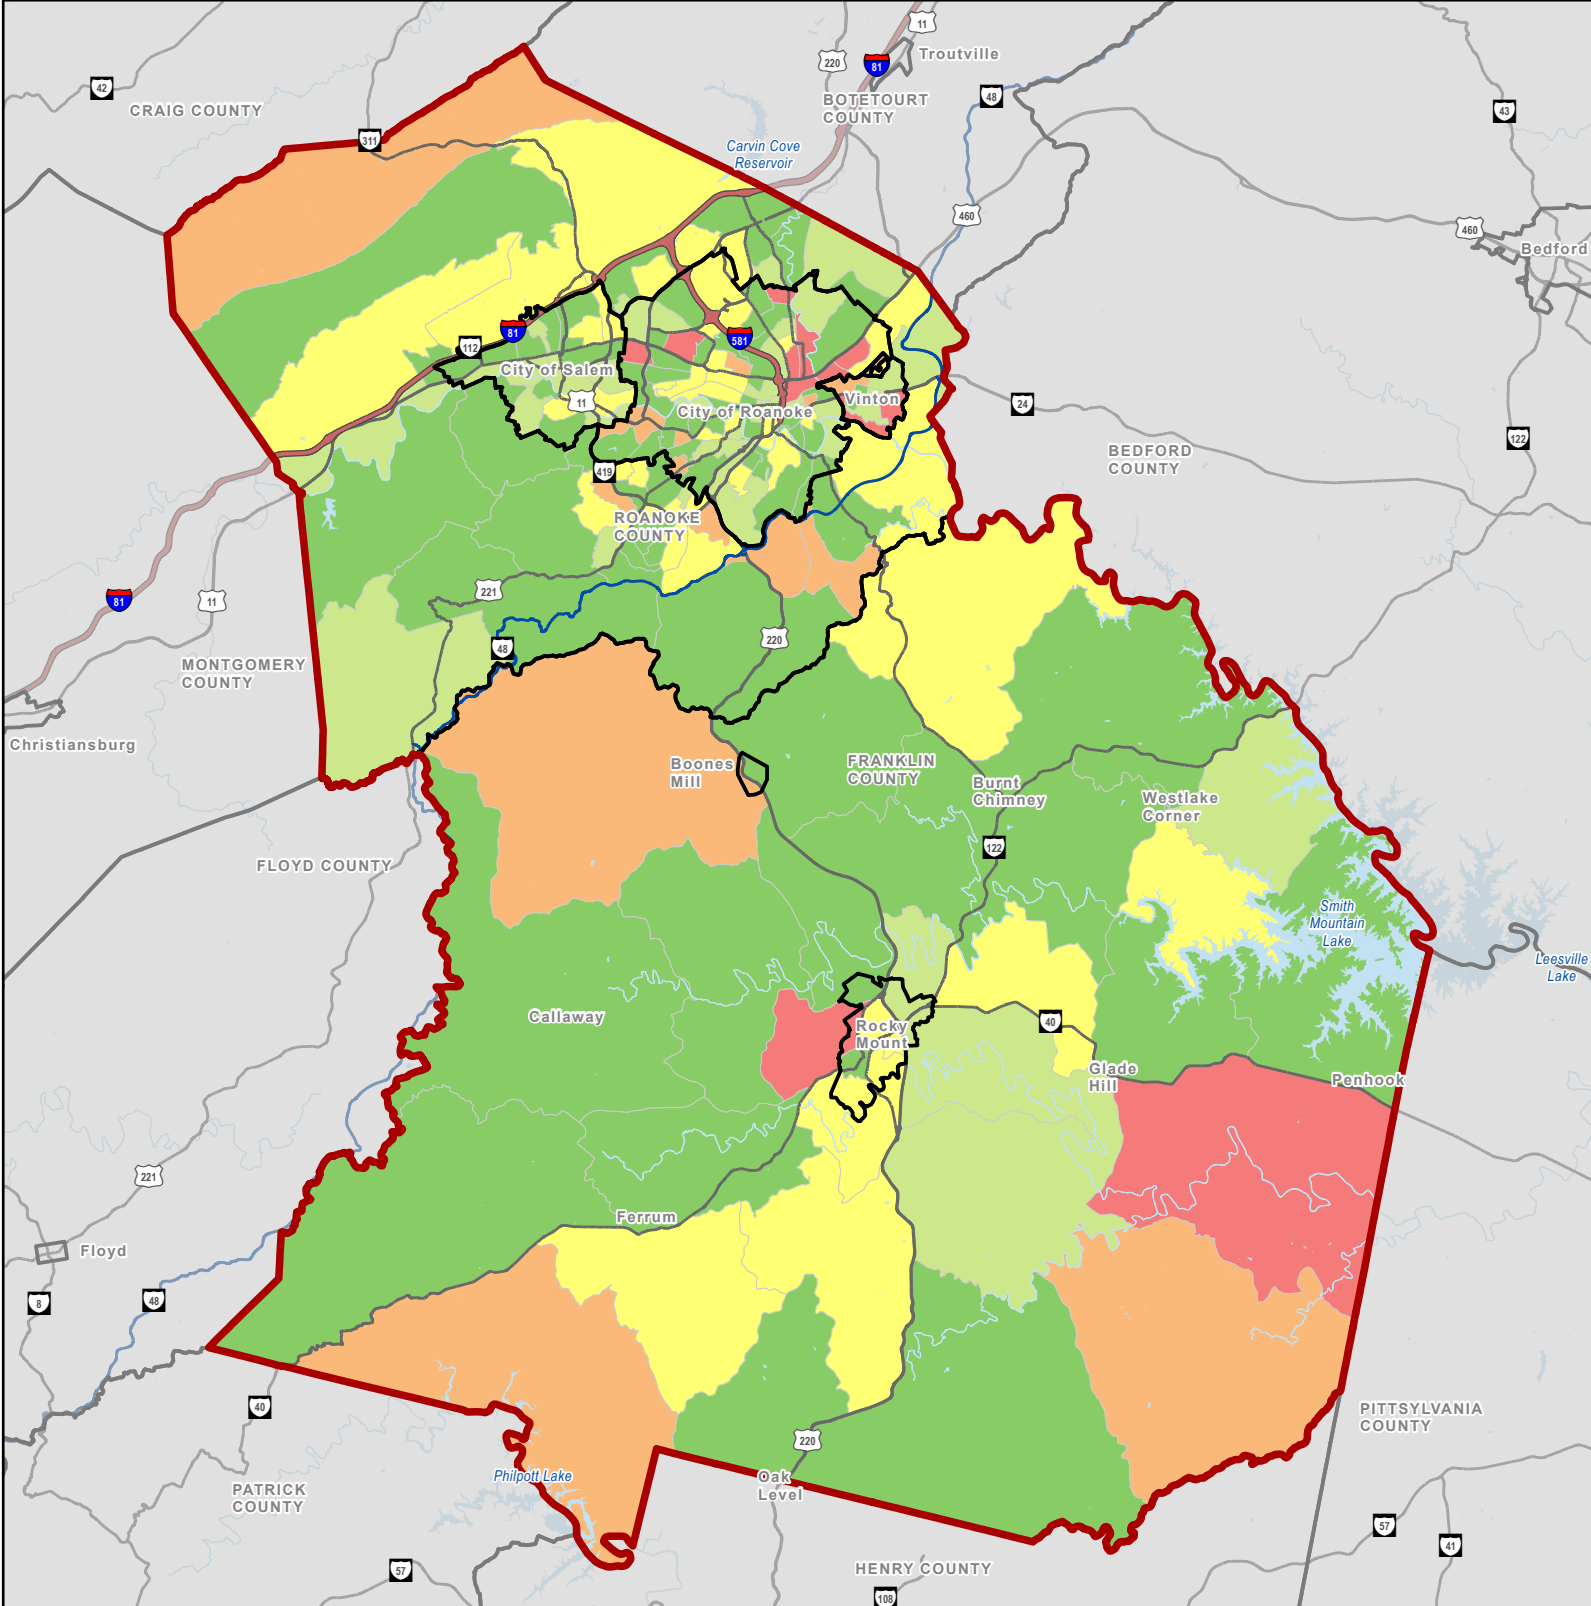 11
220
81
Troutville
42
CRAIG COUNTY
BOTETOURT
COUNTY
48
43
311
Carvin Cove
Reservoir
460
460
Bedford
81
112
581
City of Salem
11
City of Roanoke
Vinton
24
122
BEDFORD
COUNTY
419
ROANOKE
COUNTY
221
81
11
48
220
MONTGOMERY
COUNTY
Christiansburg
Boones
Mill
FRANKLIN
COUNTY
Burnt
Chimney
Westlake
Corner
122
FLOYD COUNTY
Smith
Mountain
Lake
Leesville
Lake
Callaway
Rocky
Mount
40
Glade
Hill
Penhook
221
Ferrum
Floyd
8
48
40
PITTSYLVANIA
COUNTY
220
Philpott Lake
Oak
Level
PATRICK
COUNTY
57
41
57
HENRY COUNTY
108